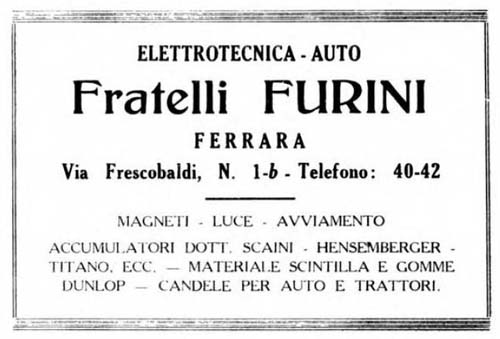 ELETTROTECNICA - AUTO
Fratelli FURINI
FERRARA
Via Frescobaldi, N. 1-b - Telefono: 40-42
MAGNETI - LUCE - AVVIAMENTO
ACCUMULATORI DOTT. SCAINI - HENSEMBERGER -
TITANO, ECC. — MATERIALE SCINTILLA E GOMME
DUNLOP — CANDELE PER AUTO E TRATTORI.